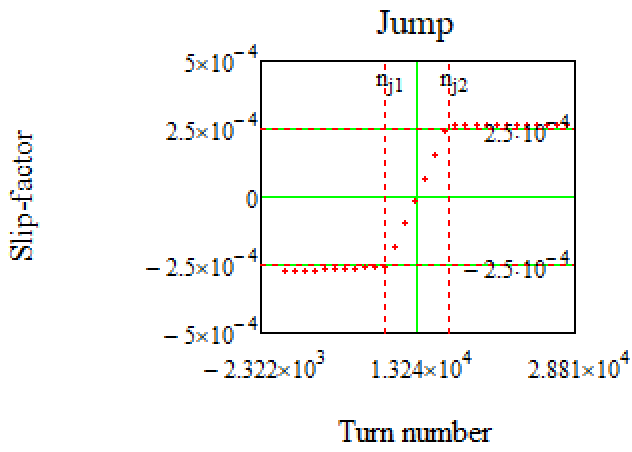 Jump
5×10⁻⁴
n_j1 n_j2
2.5×10⁻⁴ 2.5·10⁻⁴
Slip-factor
0
−2.5×10⁻⁴ −2.5·10⁻⁴
−5×10⁻⁴
−2.322×10³ 1.324×10⁴ 2.881×10⁴
Turn number